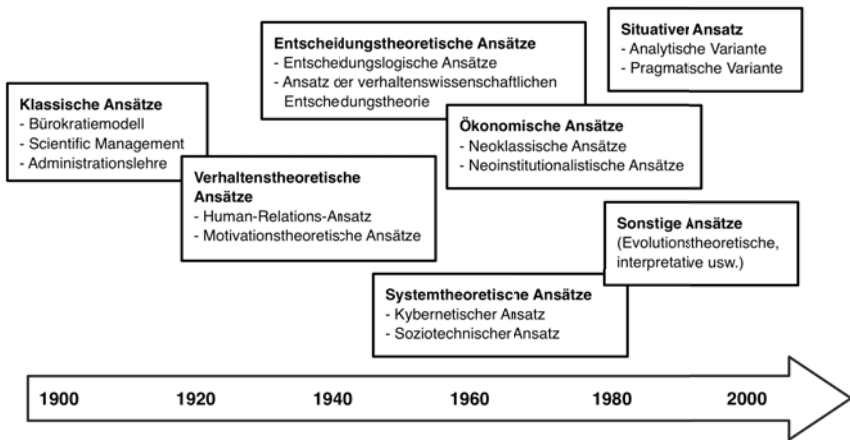 Klassische Ansätze
- Bürokratiemodell
- Scientific Management
- Administrationslehre
Verhaltenstheoretische
Ansätze
- Human-Relations-Ansatz
- Motivationstheoretische Ansätze
Entscheidungstheoretische Ansätze
- Entscheidungslogische Ansätze
- Ansatz der verhaltenswissenschaftlichen
Entschedungstheorie
Systemtheoretische Ansätze
- Kybernetischer Ansatz
- Soziotechnischer Ansatz
Ökonomische Ansätze
- Neoklassische Ansätze
- Neoinstitutionalistische Ansätze
Situativer Ansatz
- Analytische Variante
- Pragmatische Variante
Sonstige Ansätze
(Evolutionstheoretische,
interpretative usw.)
1900 1920 1940 1960 1980 2000